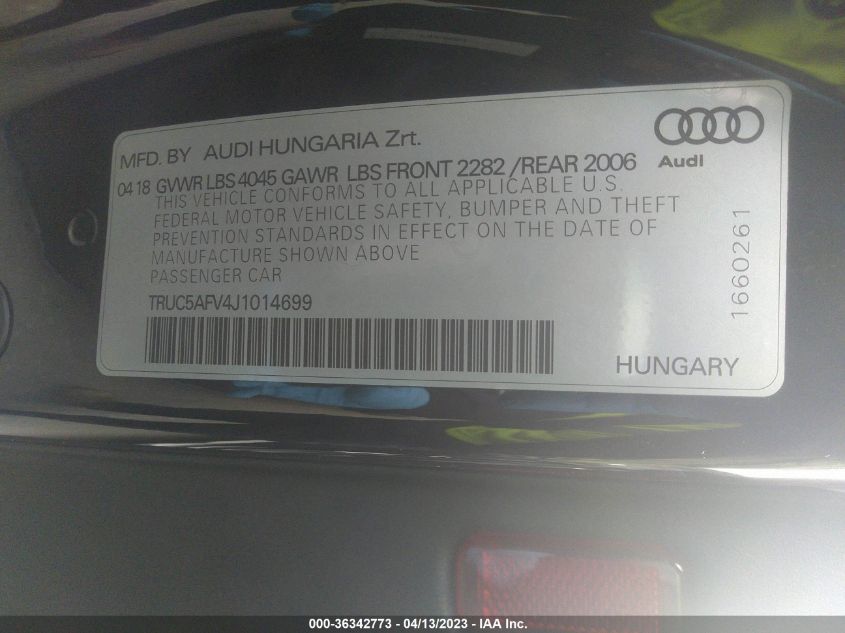 MFD. BY AUDI HUNGARIA Zrt.
Audi
04 18 GVWR LBS 4045 GAWR LBS FRONT 2282 /REAR 2006
THIS VEHICLE CONFORMS TO ALL APPLICABLE U.S.
FEDERAL MOTOR VEHICLE SAFETY, BUMPER AND THEFT
PREVENTION STANDARDS IN EFFECT ON THE DATE OF
MANUFACTURE SHOWN ABOVE
PASSENGER CAR
TRUC5AFV4J1014699
1660261
HUNGARY
000-36342773 - 04/13/2023 - IAA Inc.